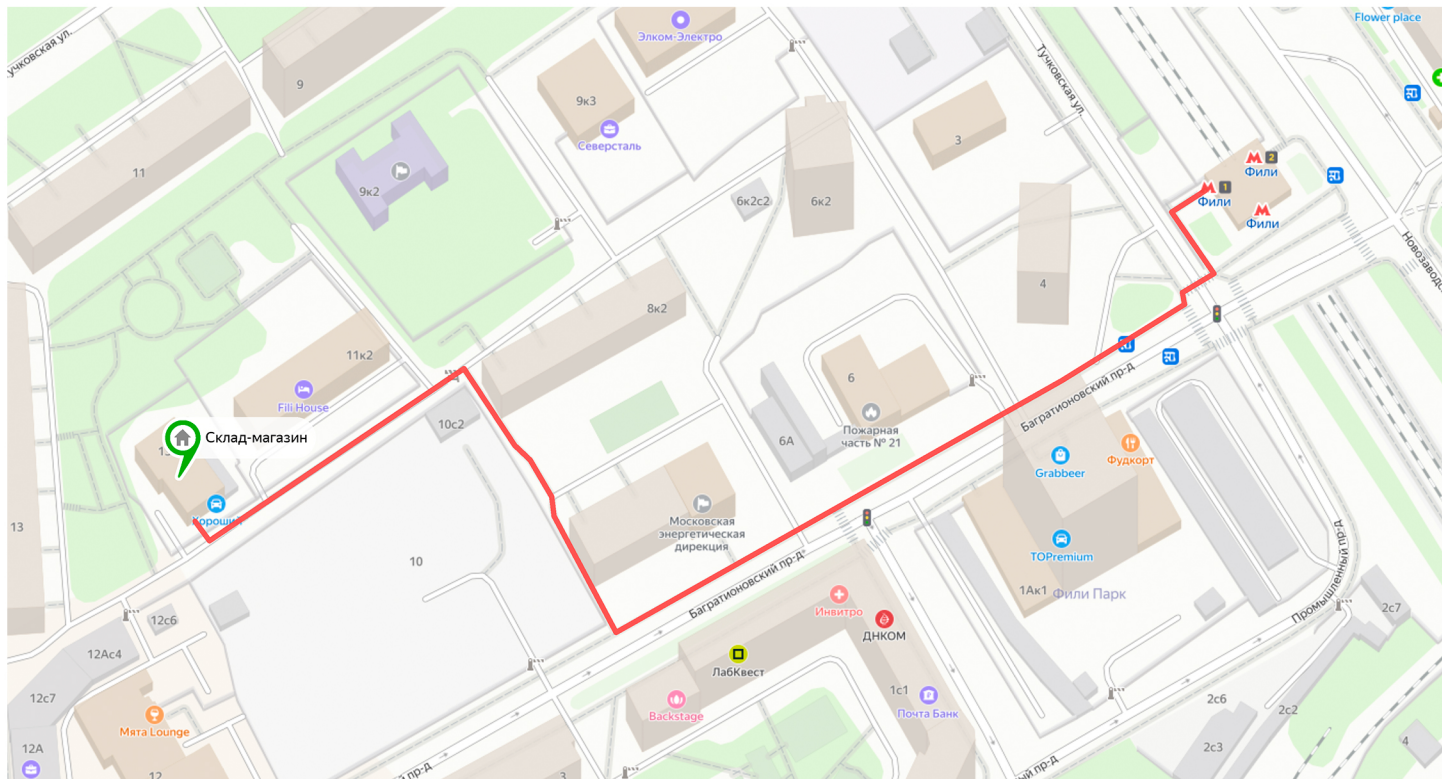 Flower place
Элком-Электро
9
9к3
Тучковская ул.
Северсталь
3
11
9к2
2
Фили
1
Фили
Фили
6к2с2
6к2
4
8к2
11к2
Fili House
6
10с2
Пожарная
часть № 21
6А
Багратионовский пр-д
Склад-магазин
Grabbeer
Фудкорт
Московская
энергетическая
дирекция
13
10
TOPremium
1Ак1
Фили Парк
Промышленный пр-д
Багратионовский пр-д
Инвитро
ДНКОМ
2с7
12с6
12Ас4
ЛабКвест
12с7
1с1
Почта Банк
Backstage
2с6
2с2
Мята Lounge
12А
2с3
4
12
3